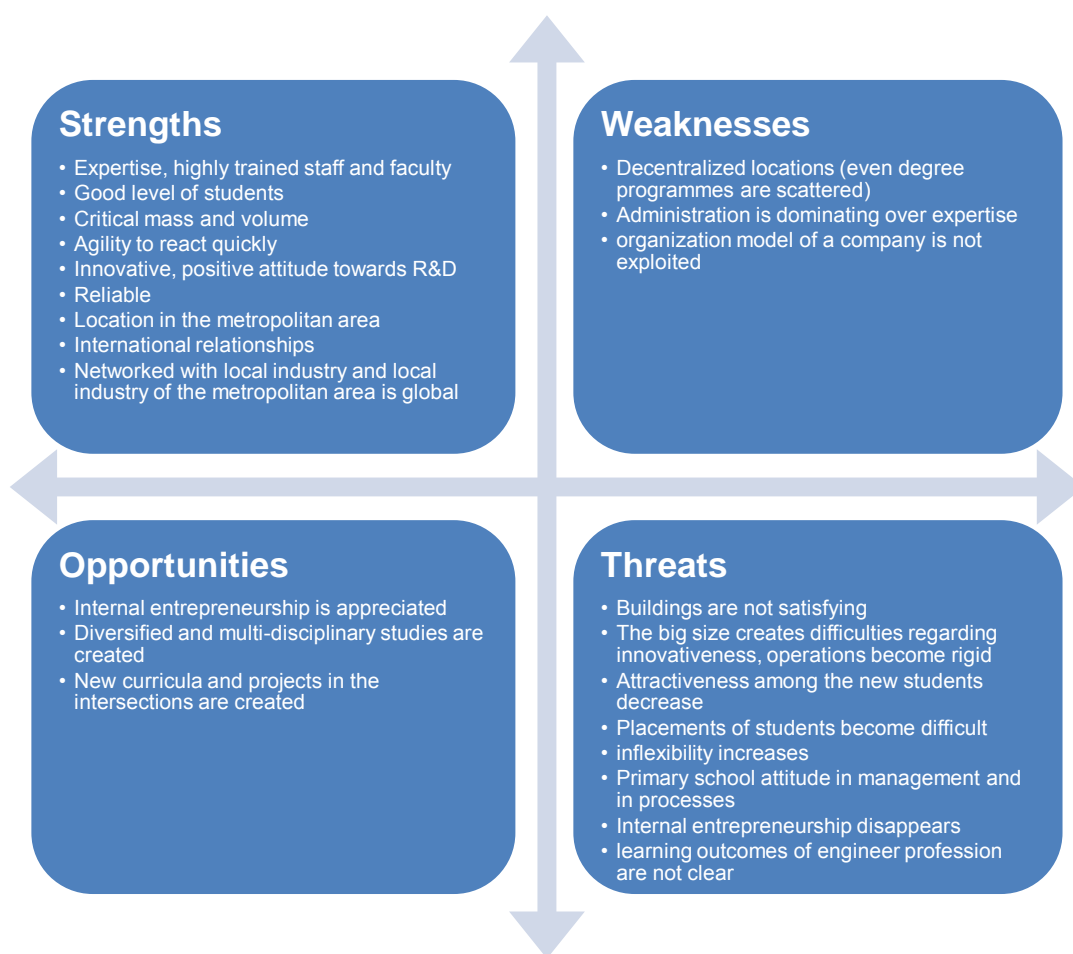 Strengths
• Expertise, highly trained staff and faculty
• Good level of students
• Critical mass and volume
• Agility to react quickly
• Innovative, positive attitude towards R&D
• Reliable
• Location in the metropolitan area
• International relationships
• Networked with local industry and local
industry of the metropolitan area is global
Weaknesses
• Decentralized locations (even degree
programmes are scattered)
• Administration is dominating over expertise
• organization model of a company is not
exploited
Opportunities
• Internal entrepreneurship is appreciated
• Diversified and multi-disciplinary studies are
created
• New curricula and projects in the
intersections are created
Threats
• Buildings are not satisfying
• The big size creates difficulties regarding
innovativeness, operations become rigid
• Attractiveness among the new students
decrease
• Placements of students become difficult
• inflexibility increases
• Primary school attitude in management and
in processes
• Internal entrepreneurship disappears
• learning outcomes of engineer profession
are not clear